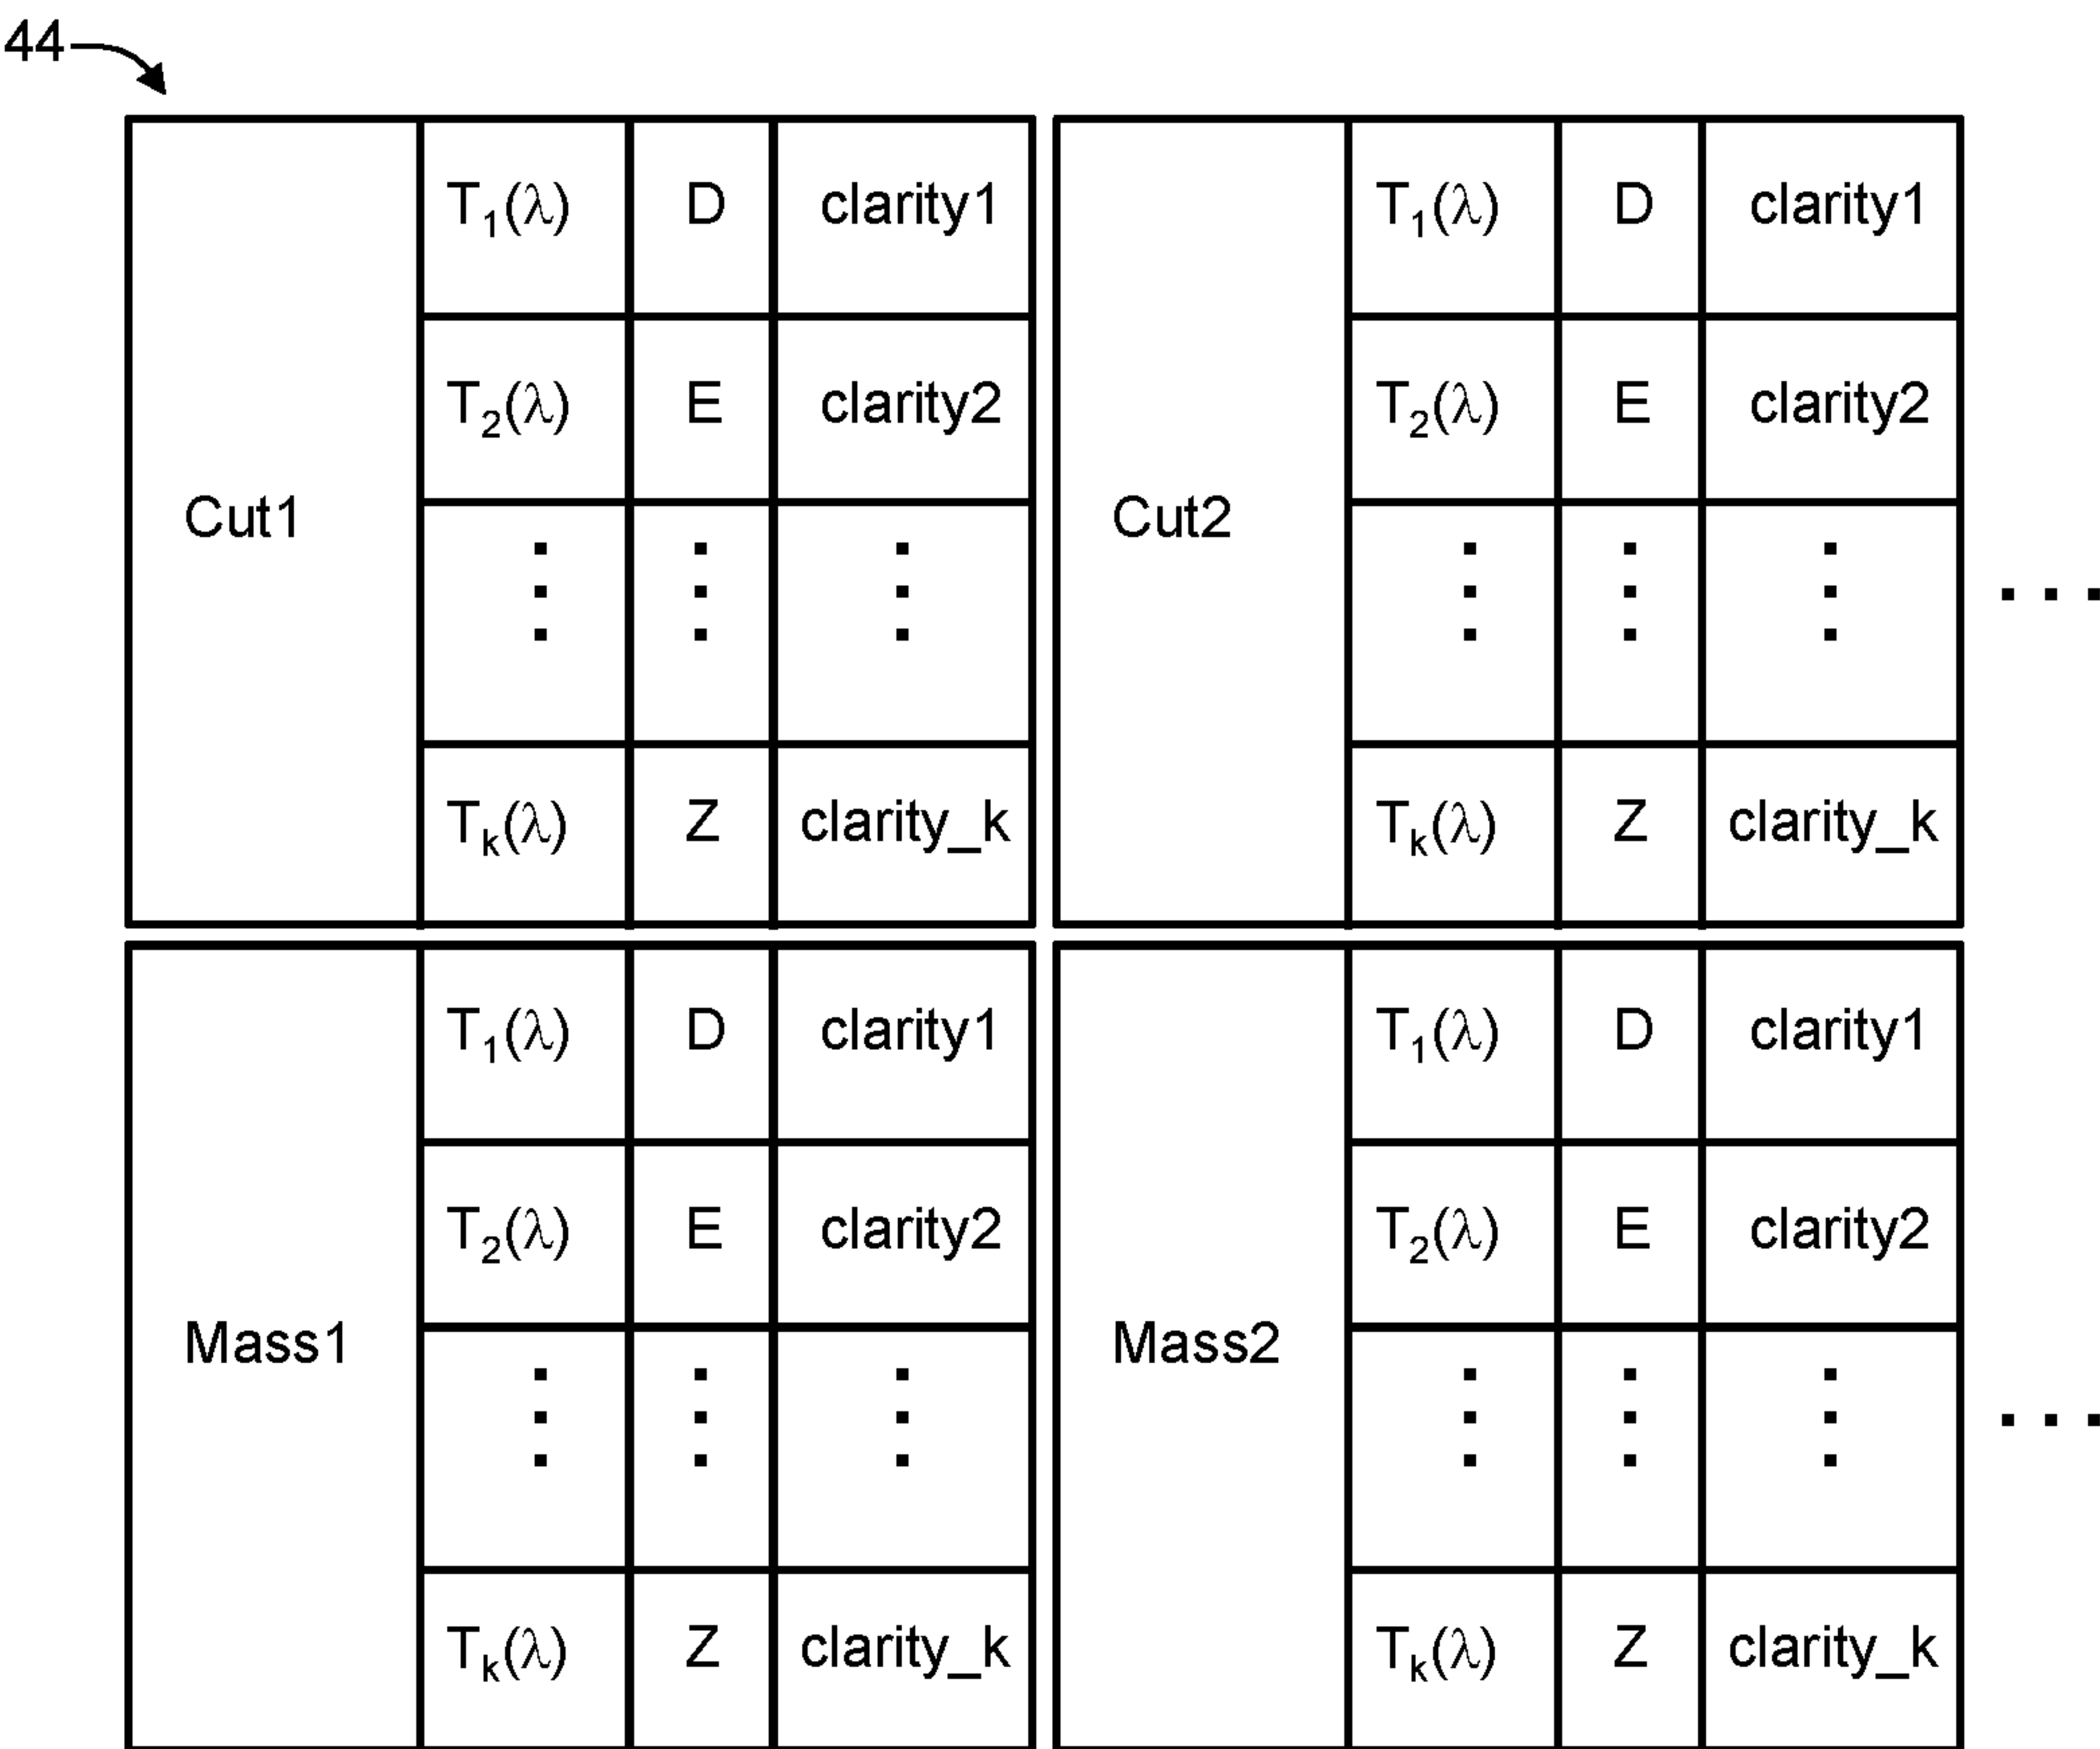 44
T₁(λ) D clarity1 T₁(λ) D clarity1
T₂(λ) E clarity2 T₂(λ) E clarity2
Cut1 Cut2
⋮ ⋮ ⋮ ⋮ ⋮ ⋮ . . .
Tₖ(λ) Z clarity_k Tₖ(λ) Z clarity_k
T₁(λ) D clarity1 T₁(λ) D clarity1
T₂(λ) E clarity2 T₂(λ) E clarity2
Mass1 Mass2
⋮ ⋮ ⋮ ⋮ ⋮ ⋮ . . .
Tₖ(λ) Z clarity_k Tₖ(λ) Z clarity_k